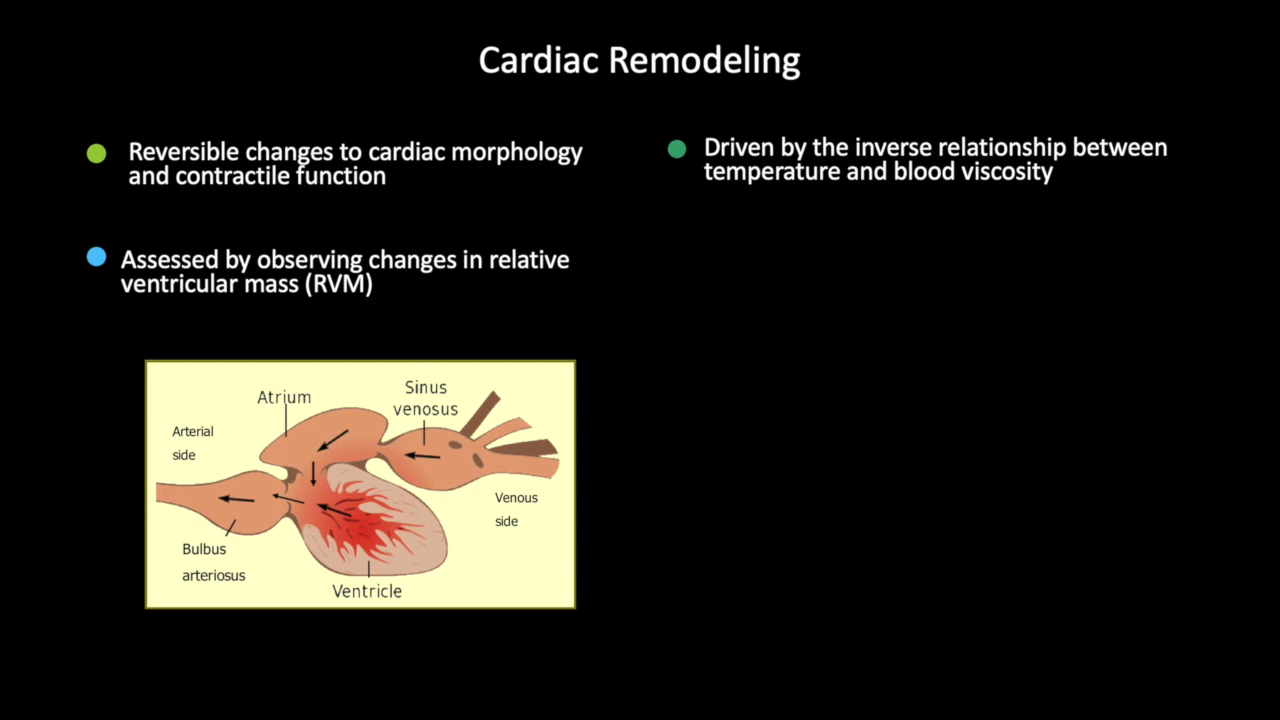 Cardiac Remodeling
Reversible changes to cardiac morphology
and contractile function
Assessed by observing changes in relative
ventricular mass (RVM)
Driven by the inverse relationship between
temperature and blood viscosity
Atrium
Sinus
venosus
Arterial
side
Venous
side
Bulbus
arteriosus
Ventricle